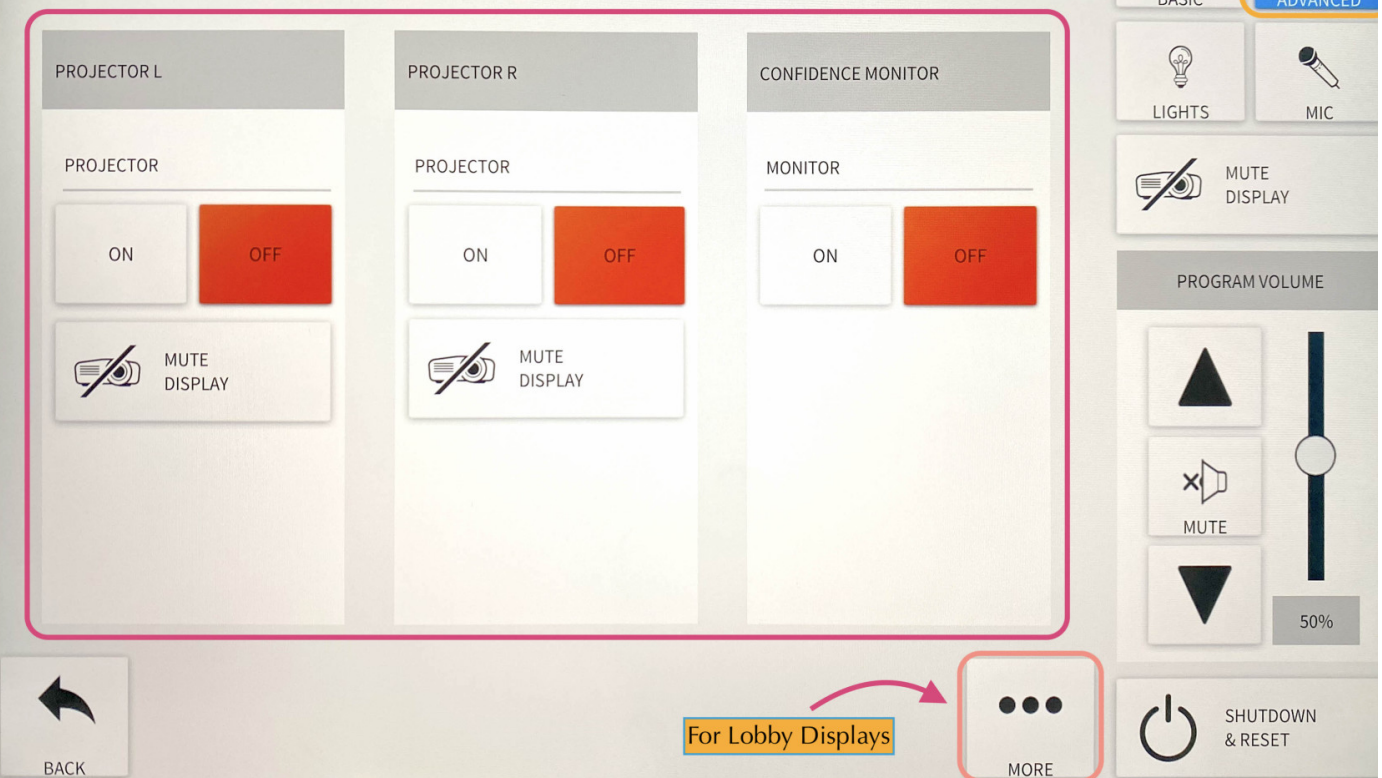 BASIC
ADVANCED
PROJECTOR L
PROJECTOR R
CONFIDENCE MONITOR
LIGHTS
MIC
PROJECTOR
PROJECTOR
MONITOR
MUTE
DISPLAY
ON
OFF
ON
OFF
ON
OFF
PROGRAM VOLUME
MUTE
DISPLAY
MUTE
DISPLAY
MUTE
50%
For Lobby Displays
BACK
MORE
SHUTDOWN
& RESET